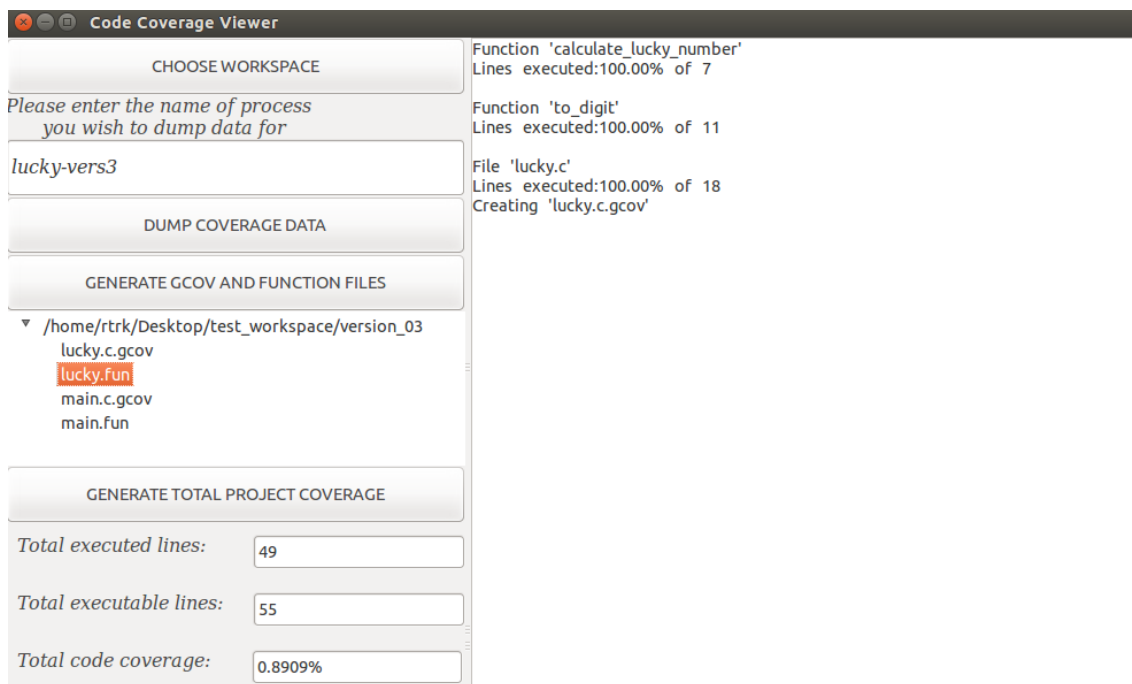 Code Coverage Viewer
CHOOSE WORKSPACE
Please enter the name of process
you wish to dump data for
lucky-vers3
DUMP COVERAGE DATA
GENERATE GCOV AND FUNCTION FILES
/home/rtrk/Desktop/test_workspace/version_03
lucky.c.gcov
lucky.fun
main.c.gcov
main.fun
GENERATE TOTAL PROJECT COVERAGE
Total executed lines: 49
Total executable lines: 55
Total code coverage: 0.8909%
Function 'calculate_lucky_number'
Lines executed:100.00% of 7
Function 'to_digit'
Lines executed:100.00% of 11
File 'lucky.c'
Lines executed:100.00% of 18
Creating 'lucky.c.gcov'